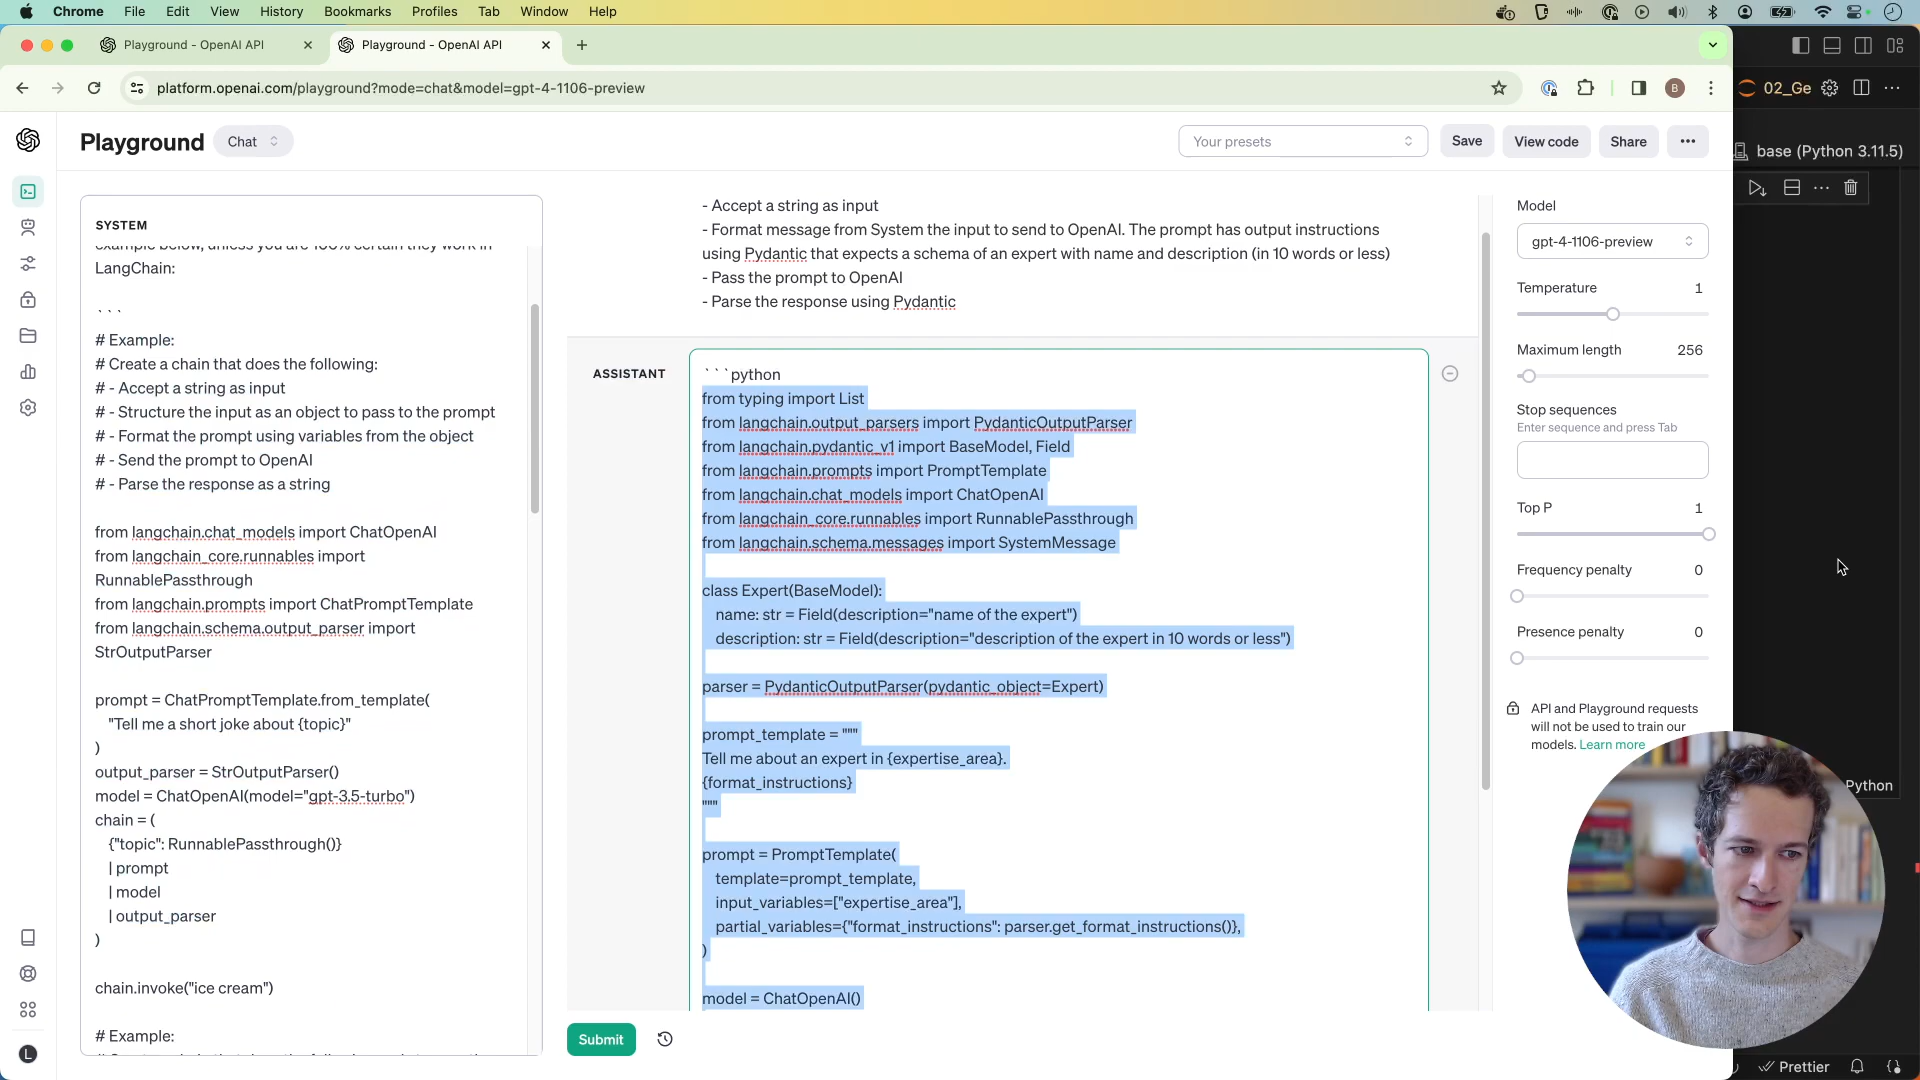 Chrome File Edit View History Bookmarks Profiles Tab Window Help
Playground - OpenAI API
Playground - OpenAI API
platform.openai.com/playground?mode=chat&model=gpt-4-1106-preview
B
02_Ge
Playground
Chat
Your presets
Save
View code
Share
base (Python 3.11.5)
SYSTEM
LangChain:
```
# Example:
# Create a chain that does the following:
# - Accept a string as input
# - Structure the input as an object to pass to the prompt
# - Format the prompt using variables from the object
# - Send the prompt to OpenAI
# - Parse the response as a string
from langchain.chat_models import ChatOpenAI
from langchain_core.runnables import
RunnablePassthrough
from langchain.prompts import ChatPromptTemplate
from langchain.schema.output_parser import
StrOutputParser
prompt = ChatPromptTemplate.from_template(
"Tell me a short joke about {topic}"
)
output_parser = StrOutputParser()
model = ChatOpenAI(model="gpt-3.5-turbo")
chain = (
{"topic": RunnablePassthrough()}
| prompt
| model
| output_parser
)
chain.invoke("ice cream")
# Example:
- Accept a string as input
- Format message from System the input to send to OpenAI. The prompt has output instructions
using Pydantic that expects a schema of an expert with name and description (in 10 words or less)
- Pass the prompt to OpenAI
- Parse the response using Pydantic
ASSISTANT
```python
from typing import List
from langchain.output_parsers import PydanticOutputParser
from langchain.pydantic_v1 import BaseModel, Field
from langchain.prompts import PromptTemplate
from langchain.chat_models import ChatOpenAI
from langchain_core.runnables import RunnablePassthrough
from langchain.schema.messages import SystemMessage
class Expert(BaseModel):
name: str = Field(description="name of the expert")
description: str = Field(description="description of the expert in 10 words or less")
parser = PydanticOutputParser(pydantic_object=Expert)
prompt_template = """
Tell me about an expert in {expertise_area}.
{format_instructions}
"""
prompt = PromptTemplate(
template=prompt_template,
input_variables=["expertise_area"],
partial_variables={"format_instructions": parser.get_format_instructions()},
)
model = ChatOpenAI()
Submit
Model
gpt-4-1106-preview
Temperature 1
Maximum length 256
Stop sequences
Enter sequence and press Tab
Top P 1
Frequency penalty 0
Presence penalty 0
API and Playground requests
will not be used to train our
models. Learn more
Python
L
Prettier